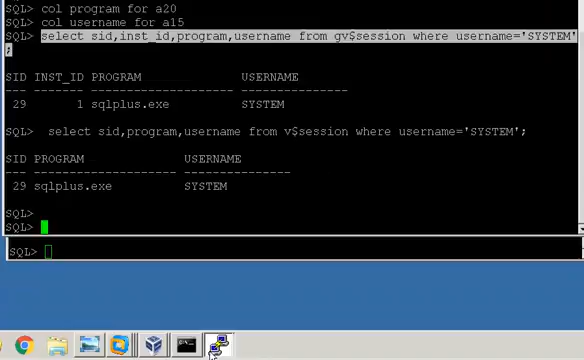 SQL> col program for a20
SQL> col username for a15
SQL> select sid,inst_id,program,username from gv$session where username='SYSTEM'
;
SID INST_ID PROGRAM USERNAME
--- ------- -------------------- ---------------
29 1 sqlplus.exe SYSTEM
SQL> select sid,program,username from v$session where username='SYSTEM';
SID PROGRAM USERNAME
--- -------------------- ---------------
29 sqlplus.exe SYSTEM
SQL>
SQL>
SQL>